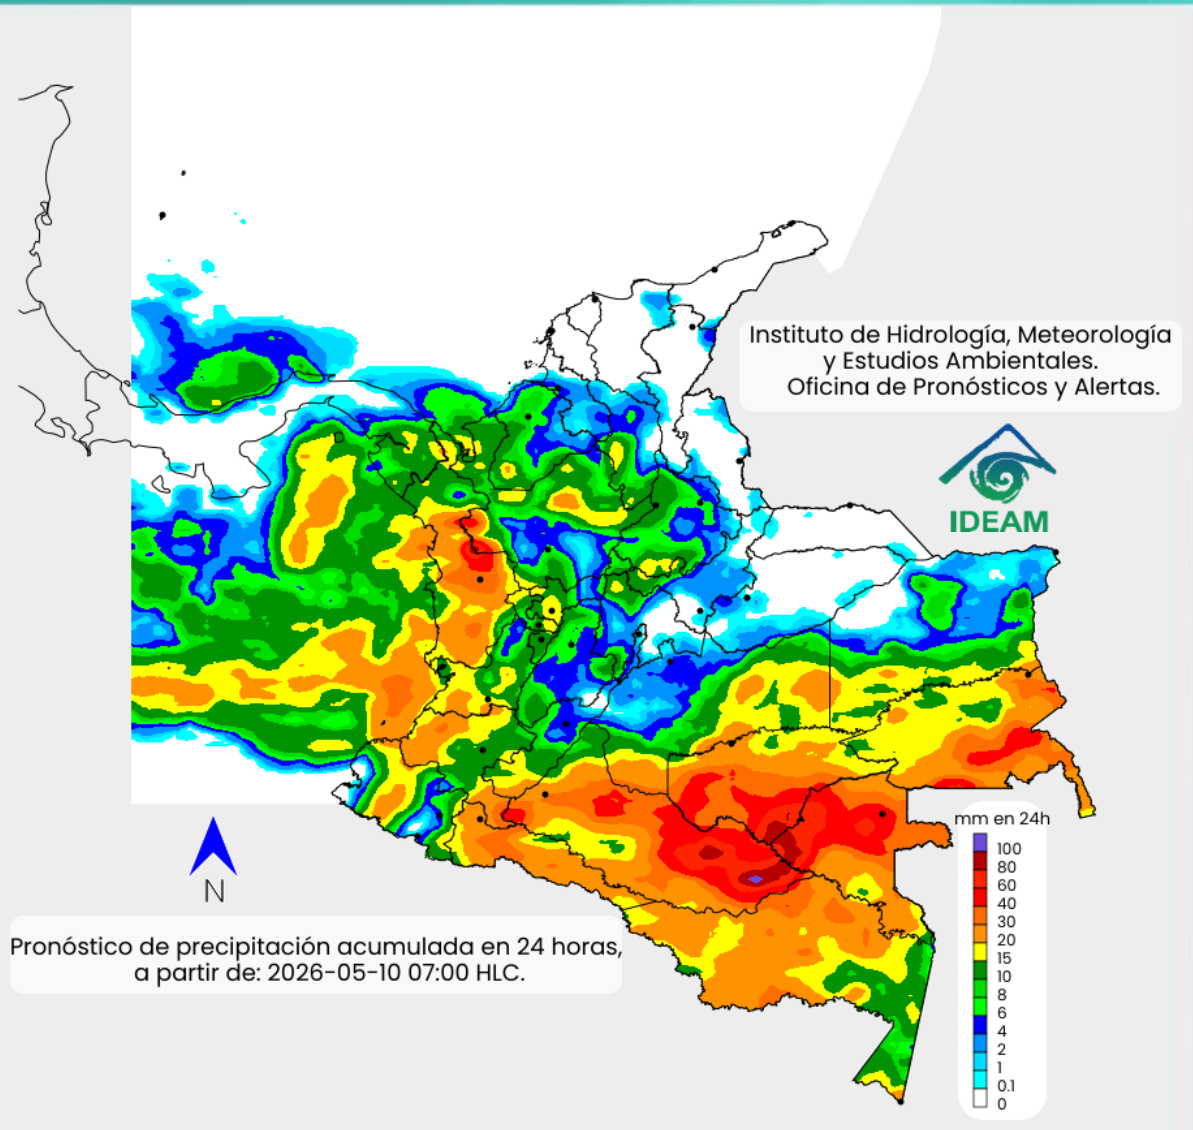 Instituto de Hidrología, Meteorología
y Estudios Ambientales.
Oficina de Pronósticos y Alertas.
IDEAM
mm en 24h
100
80
60
40
30
20
15
10
8
6
4
2
1
0.1
0
N
Pronóstico de precipitación acumulada en 24 horas,
a partir de: 2026-05-10 07:00 HLC.